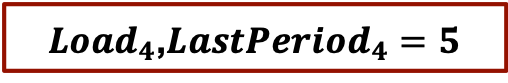 Load₄,LastPeriod₄ = 5